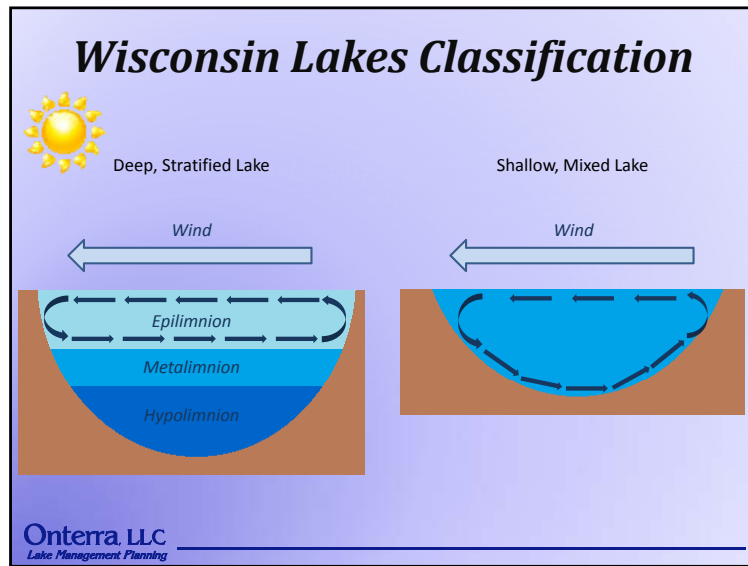 Wisconsin Lakes Classification
Deep, Stratified Lake
Shallow, Mixed Lake
Wind
Wind
Epilimnion
Metalimnion
Hypolimnion
Onterra, LLC
Lake Management Planning